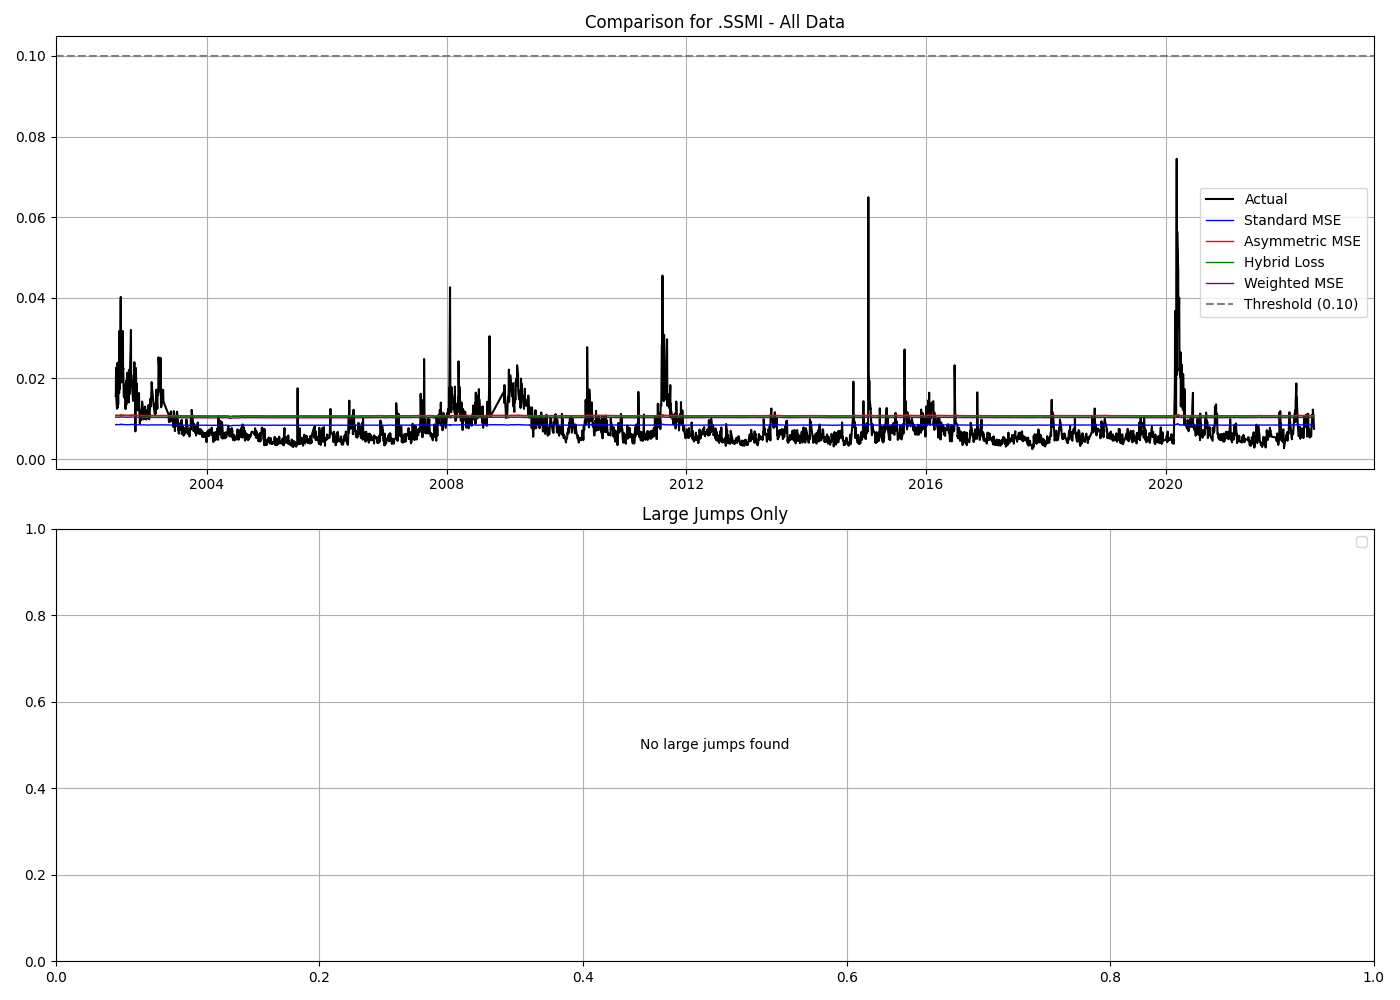 Comparison for .SSMI - All Data
0.10
0.08
0.06
0.04
0.02
0.00
Actual
Standard MSE
Asymmetric MSE
Hybrid Loss
Weighted MSE
Threshold (0.10)
2004 2008 2012 2016 2020
Large Jumps Only
1.0
0.8
0.6
0.4
0.2
0.0
No large jumps found
0.0 0.2 0.4 0.6 0.8 1.0